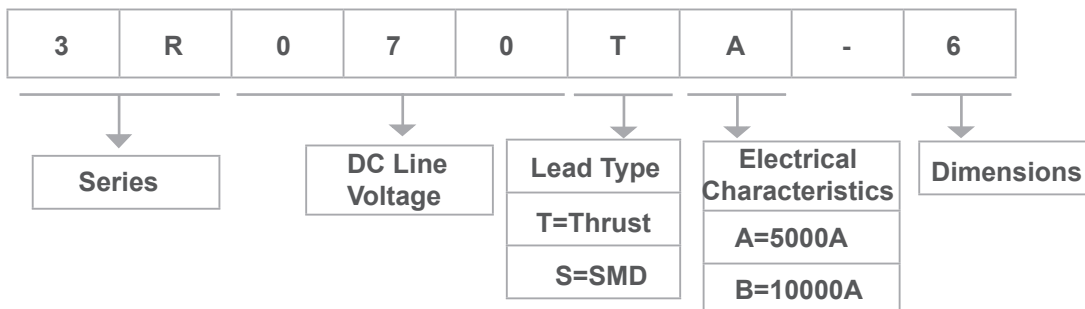 3 R 0 7 0 T A - 6
Series
DC Line
Voltage
Lead Type
T=Thrust
S=SMD
Electrical
Characteristics
A=5000A
B=10000A
Dimensions